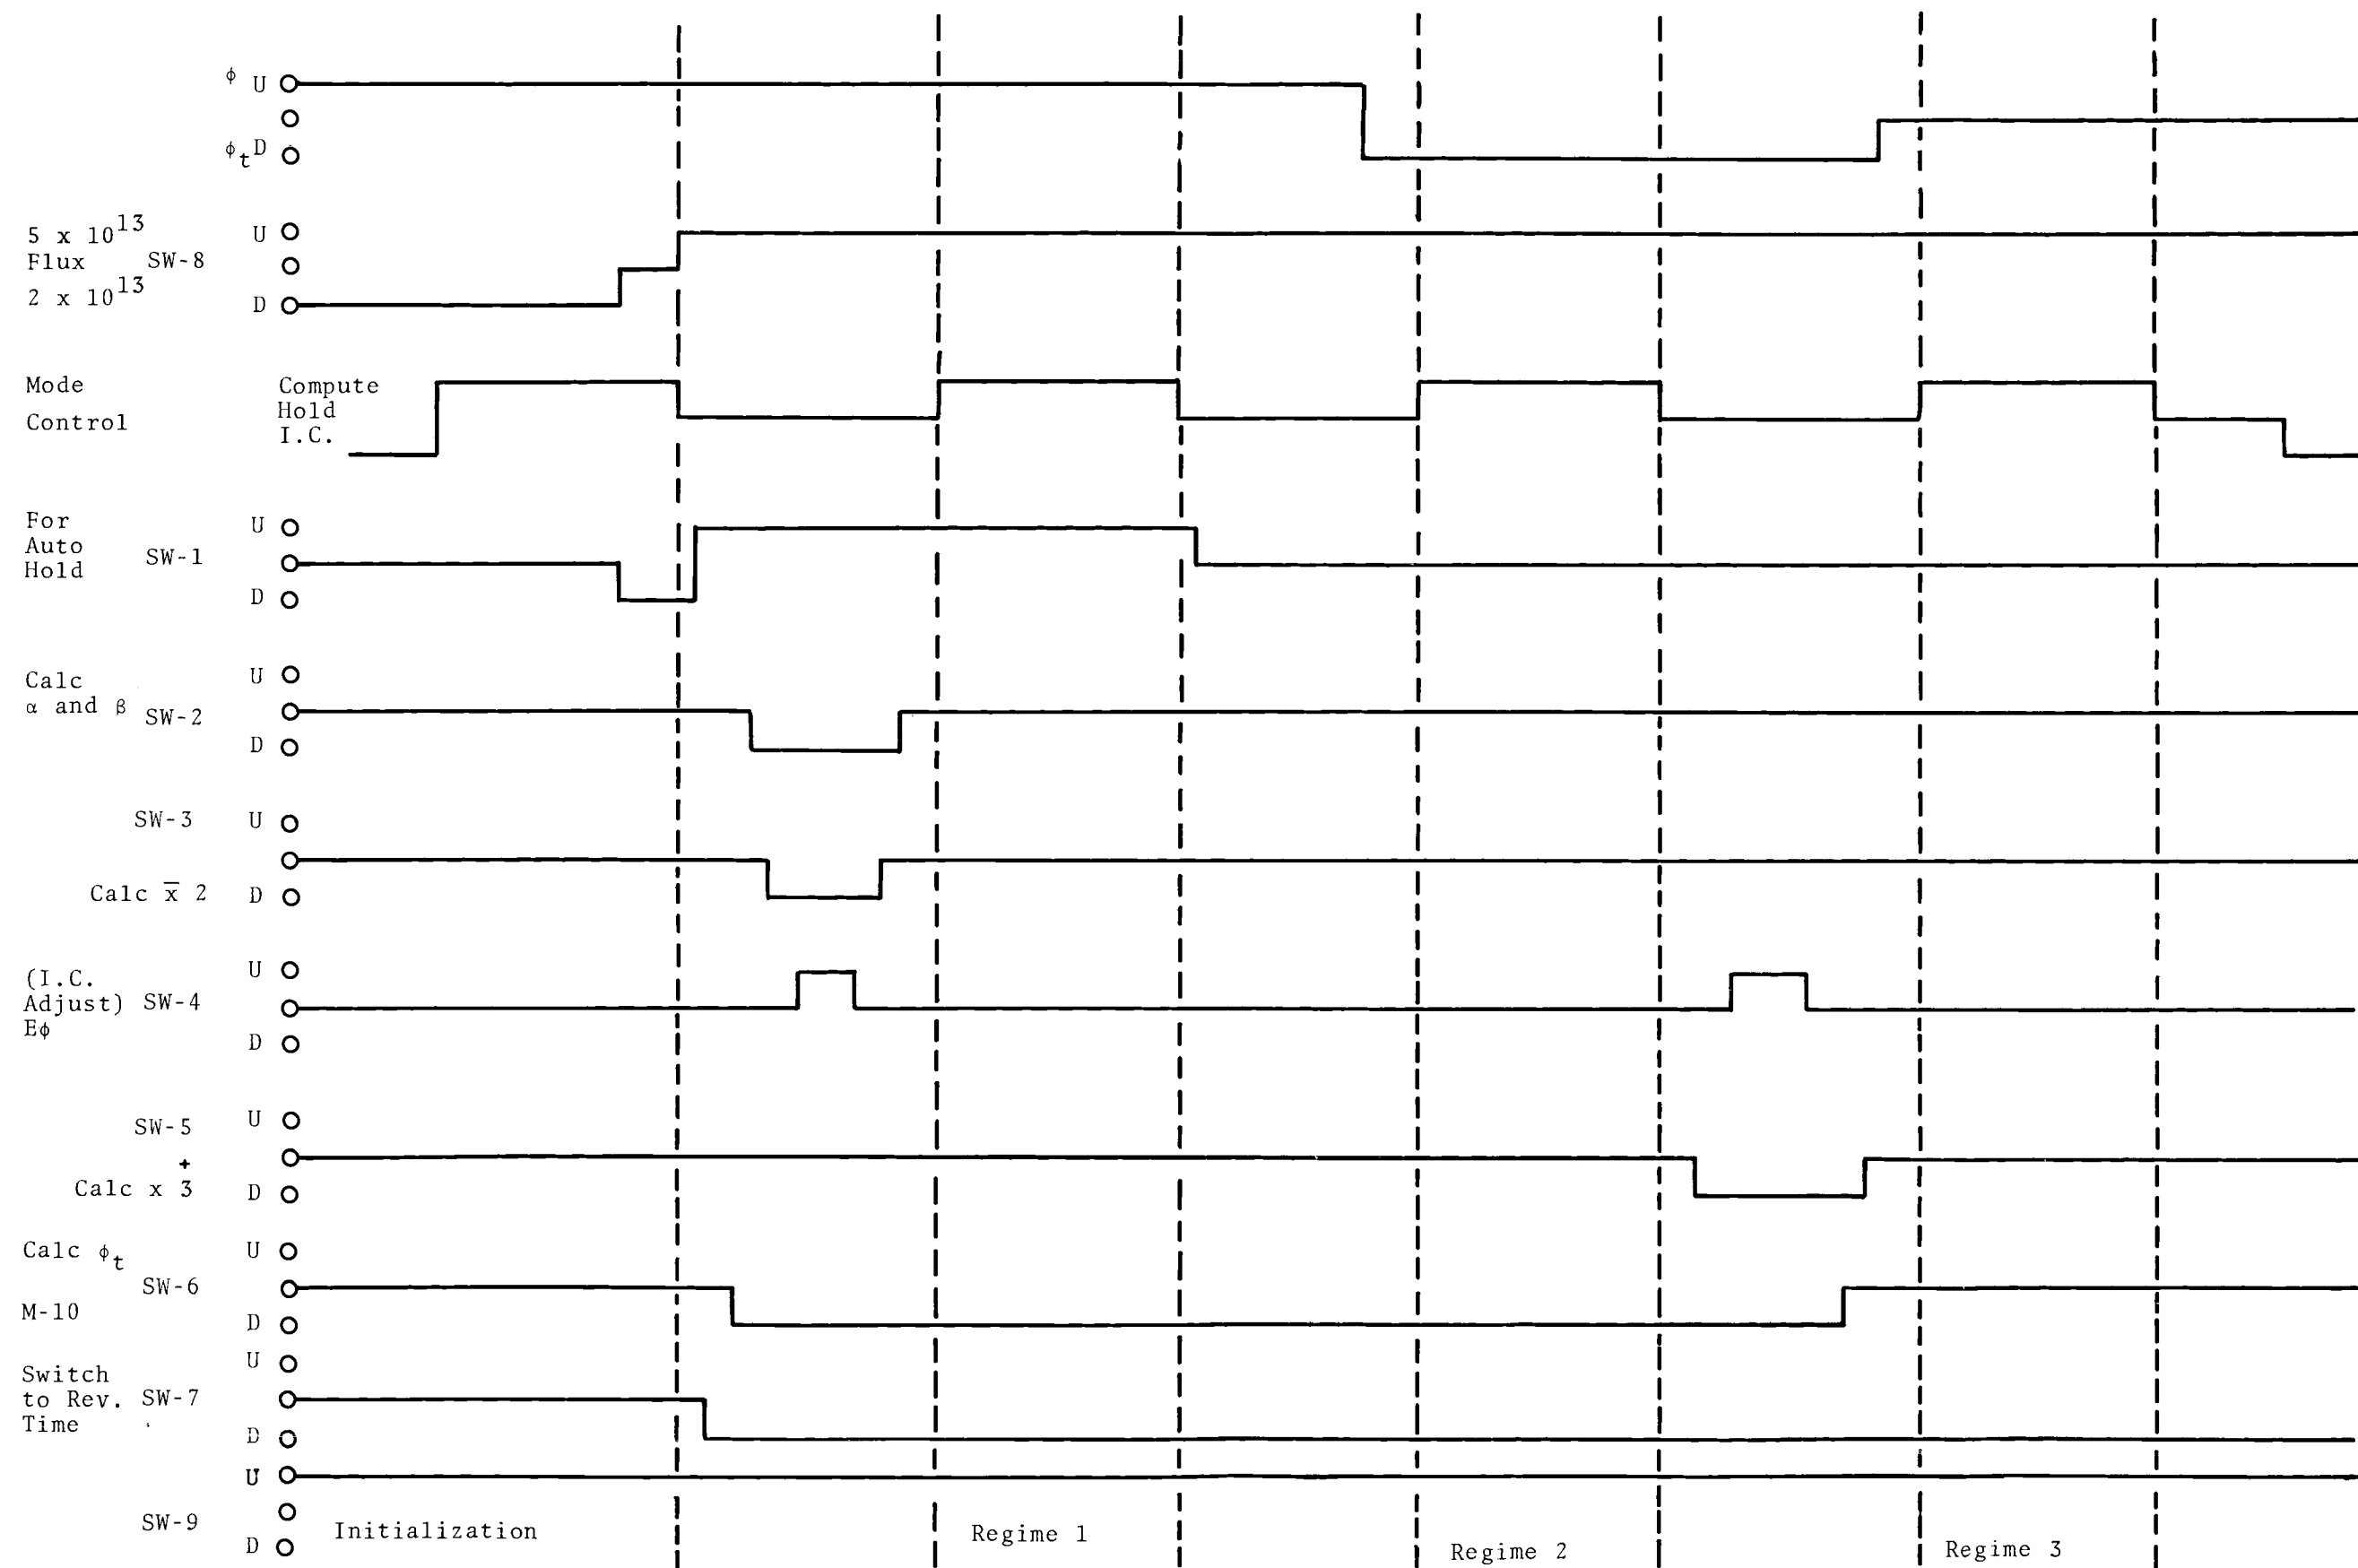 ϕ U
ϕt D
5 x 10^13 U
Flux SW-8
2 x 10^13 D
Mode Compute
Hold
Control I.C.
For U
Auto SW-1
Hold D
Calc U
α and β SW-2
D
SW-3 U
Calc x̄ 2 D
(I.C. U
Adjust) SW-4
Eϕ D
SW-5 U
+
Calc x 3 D
Calc ϕt U
SW-6
M-10 D
U
Switch
to Rev. SW-7
Time D
U
SW-9
D
Initialization Regime 1 Regime 2 Regime 3